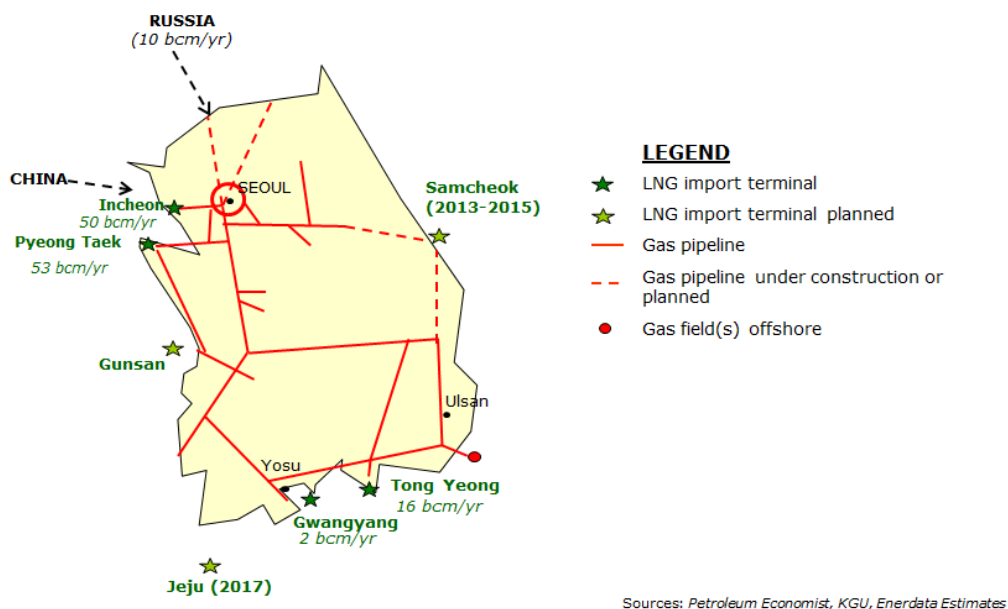 RUSSIA
(10 bcm/yr)
CHINA
SEOUL
Incheon
50 bcm/yr
Pyeong Taek
53 bcm/yr
Samcheok
(2013-2015)
Gunsan
Ulsan
Yosu
Tong Yeong
16 bcm/yr
Gwangyang
2 bcm/yr
Jeju (2017)
LEGEND
LNG import terminal
LNG import terminal planned
Gas pipeline
Gas pipeline under construction or
planned
Gas field(s) offshore
Sources: Petroleum Economist, KGU, Enerdata Estimates